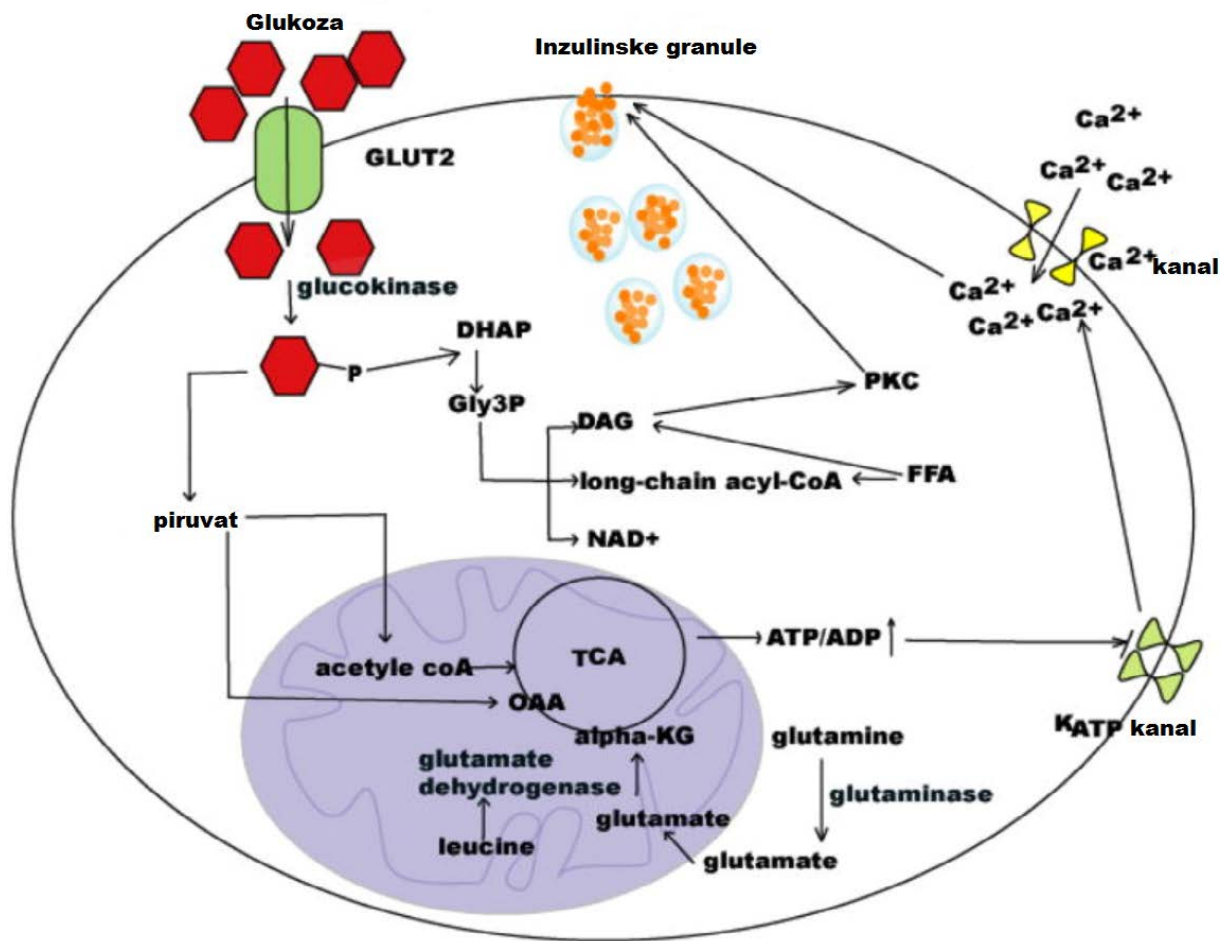 Glukoza
Inzulinske granule
Ca2+
GLUT2
Ca2+
Ca2+
Ca2+ kanal
glucokinase
Ca2+
Ca2+
Ca2+
DHAP
P
PKC
Gly3P
DAG
long-chain acyl-CoA
FFA
piruvat
NAD+
ATP/ADP
TCA
acetyle coA
OAA
KATP kanal
alpha-KG
glutamine
glutamate
dehydrogenase
glutaminase
glutamate
leucine
glutamate